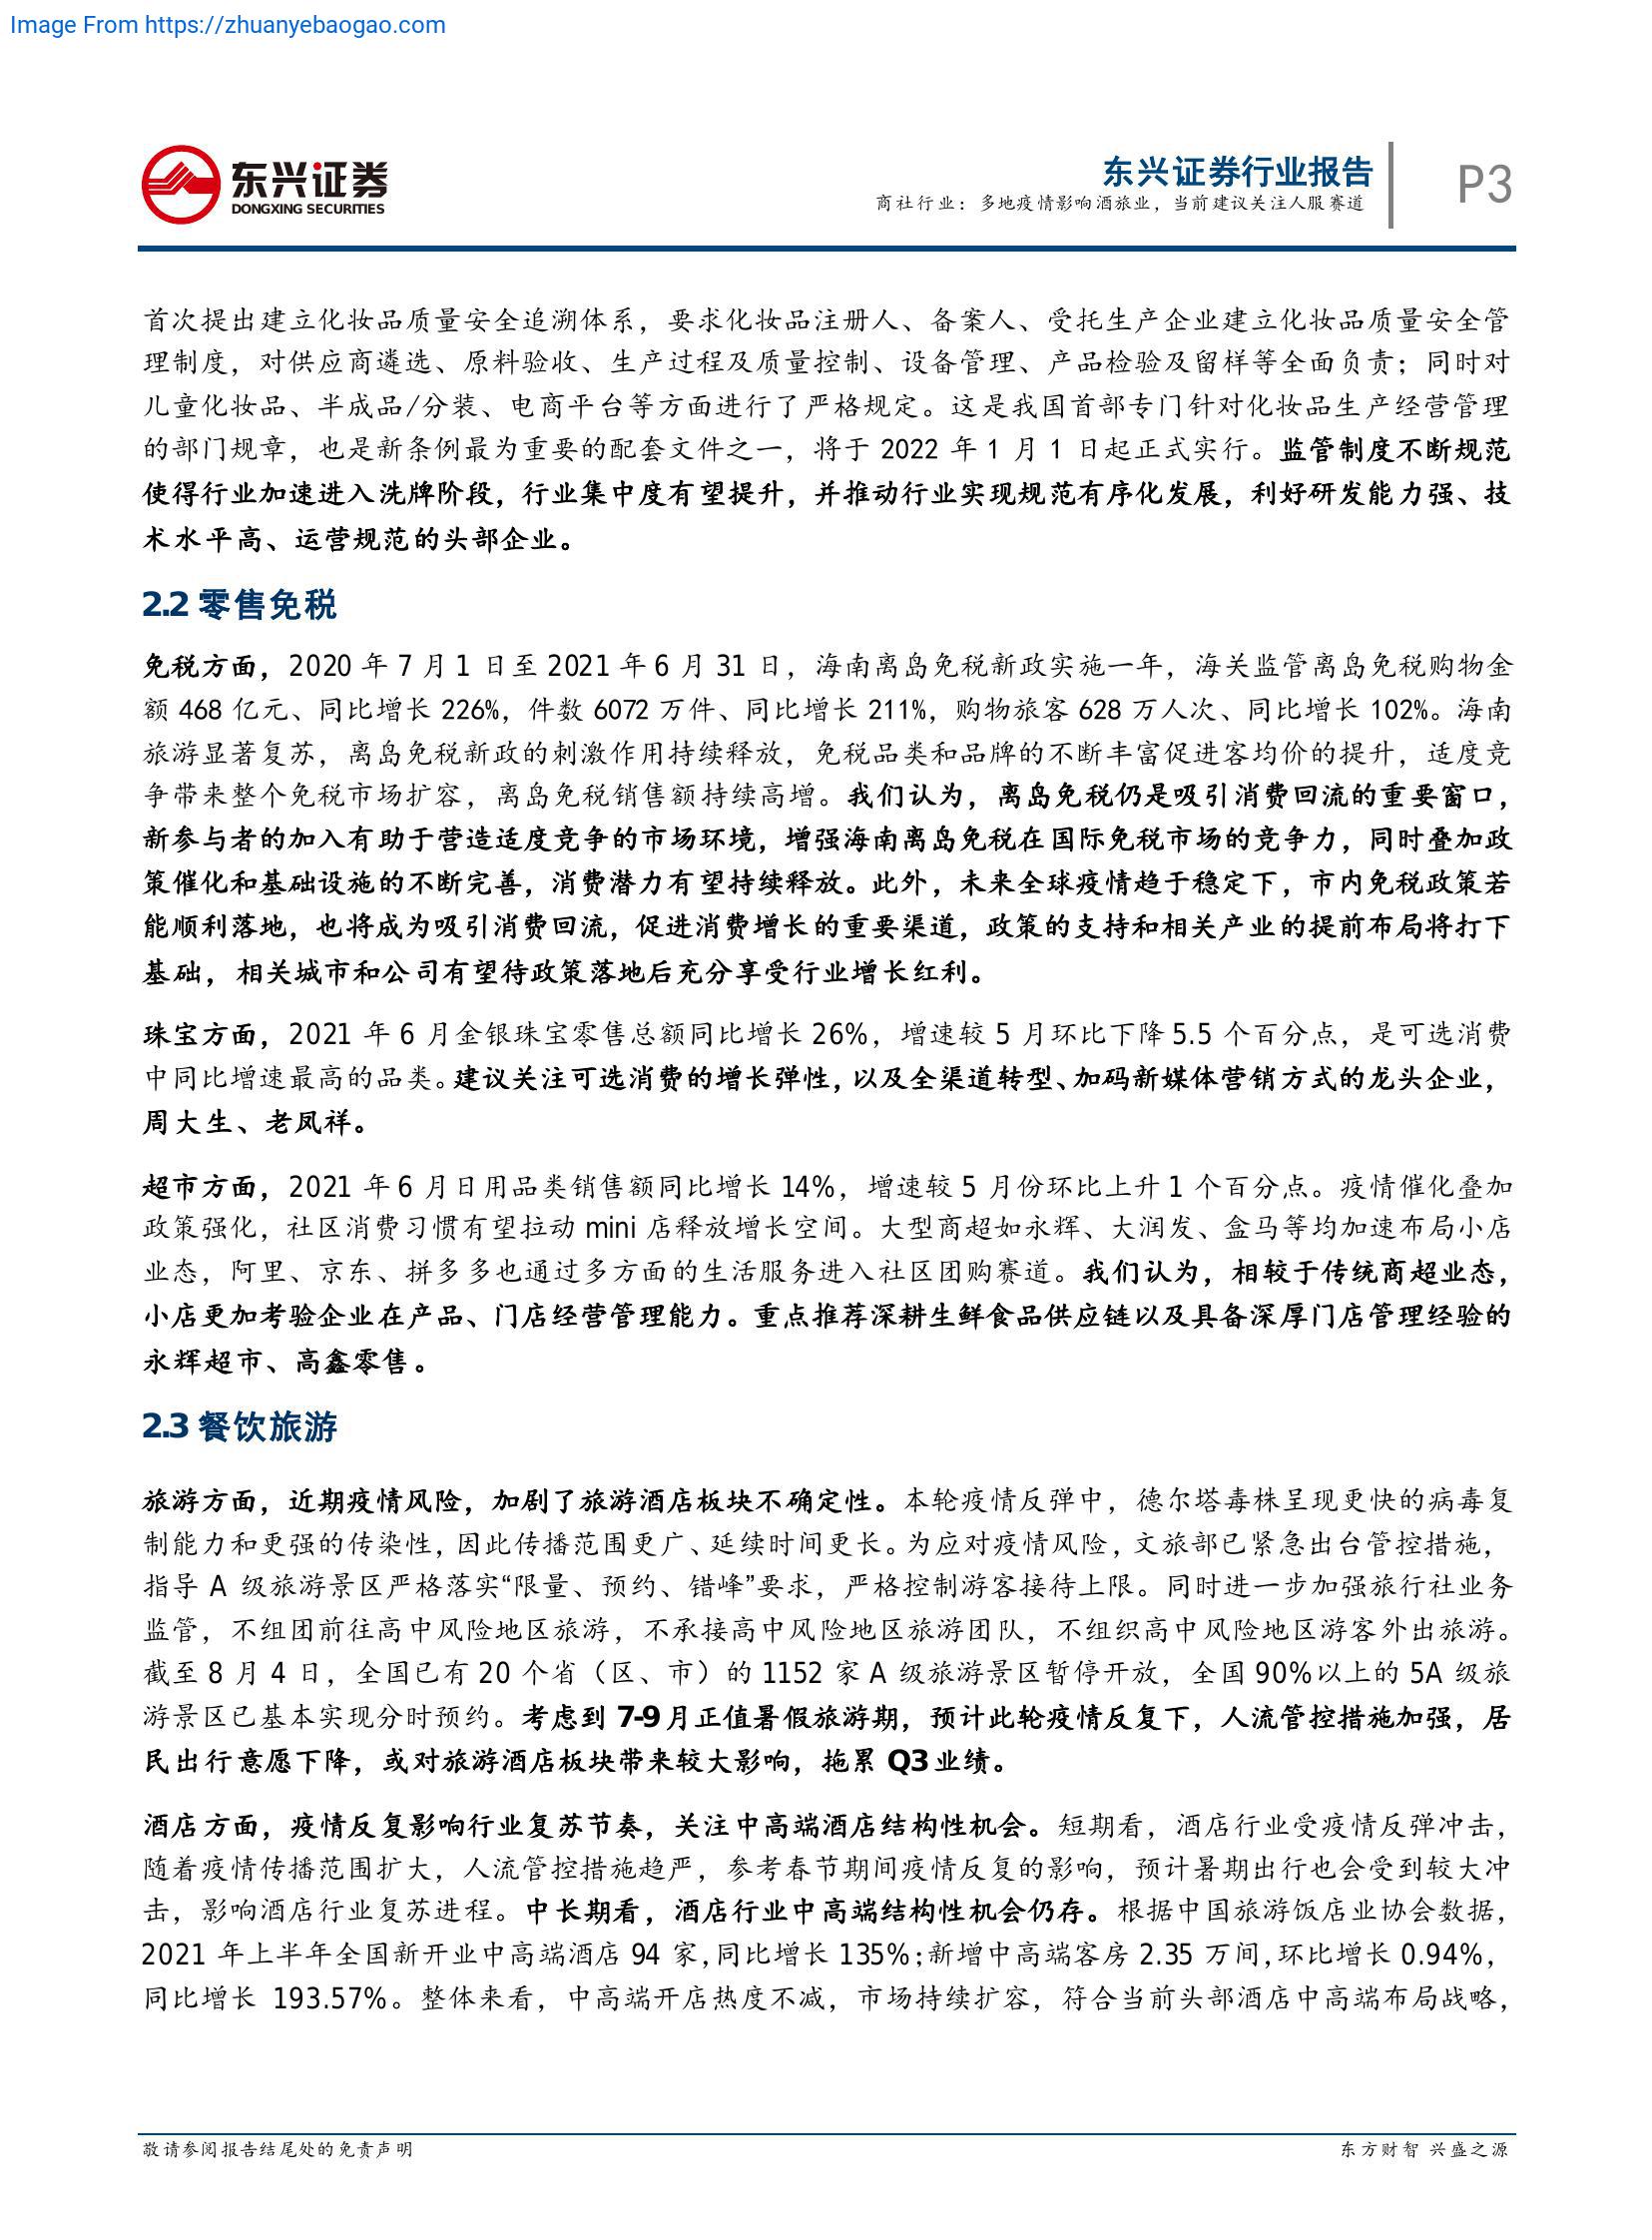 Image From https://zhuanyebaogao.com
东兴证券
DONGXING SECURITIES
东兴证券行业报告
商社行业：多地疫情影响酒旅业，当前建议关注人服赛道
P3
首次提出建立化妆品质量安全追溯体系，要求化妆品注册人、备案人、受托生产企业建立化妆品质量安全管
理制度，对供应商遴选、原料验收、生产过程及质量控制、设备管理、产品检验及留样等全面负责；同时对
儿童化妆品、半成品/分装、电商平台等方面进行了严格规定。这是我国首部专门针对化妆品生产经营管理
的部门规章，也是新条例最为重要的配套文件之一，将于 2022 年 1 月 1 日起正式实行。监管制度不断规范
使得行业加速进入洗牌阶段，行业集中度有望提升，并推动行业实现规范有序化发展，利好研发能力强、技
术水平高、运营规范的头部企业。
2.2 零售免税
免税方面，2020 年 7 月 1 日至 2021 年 6 月 31 日，海南离岛免税新政实施一年，海关监管离岛免税购物金
额 468 亿元、同比增长 226%，件数 6072 万件、同比增长 211%，购物旅客 628 万人次、同比增长 102%。海南
旅游显著复苏，离岛免税新政的刺激作用持续释放，免税品类和品牌的不断丰富促进客均价的提升，适度竞
争带来整个免税市场扩容，离岛免税销售额持续高增。我们认为，离岛免税仍是吸引消费回流的重要窗口，
新参与者的加入有助于营造适度竞争的市场环境，增强海南离岛免税在国际免税市场的竞争力，同时叠加政
策催化和基础设施的不断完善，消费潜力有望持续释放。此外，未来全球疫情趋于稳定下，市内免税政策若
能顺利落地，也将成为吸引消费回流，促进消费增长的重要渠道，政策的支持和相关产业的提前布局将打下
基础，相关城市和公司有望待政策落地后充分享受行业增长红利。
珠宝方面，2021 年 6 月金银珠宝零售总额同比增长 26%，增速较 5 月环比下降 5.5 个百分点，是可选消费
中同比增速最高的品类。建议关注可选消费的增长弹性，以及全渠道转型、加码新媒体营销方式的龙头企业，
周大生、老凤祥。
超市方面，2021 年 6 月日用品类销售额同比增长 14%，增速较 5 月份环比上升 1 个百分点。疫情催化叠加
政策强化，社区消费习惯有望拉动 mini 店释放增长空间。大型商超如永辉、大润发、盒马等均加速布局小店
业态，阿里、京东、拼多多也通过多方面的生活服务进入社区团购赛道。我们认为，相较于传统商超业态，
小店更加考验企业在产品、门店经营管理能力。重点推荐深耕生鲜食品供应链以及具备深厚门店管理经验的
永辉超市、高鑫零售。
2.3 餐饮旅游
旅游方面，近期疫情风险，加剧了旅游酒店板块不确定性。本轮疫情反弹中，德尔塔毒株呈现更快的病毒复
制能力和更强的传染性，因此传播范围更广、延续时间更长。为应对疫情风险，文旅部已紧急出台管控措施，
指导 A 级旅游景区严格落实“限量、预约、错峰”要求，严格控制游客接待上限。同时进一步加强旅行社业务
监管，不组团前往高中风险地区旅游，不承接高中风险地区旅游团队，不组织高中风险地区游客外出旅游。
截至 8 月 4 日，全国已有 20 个省（区、市）的 1152 家 A 级旅游景区暂停开放，全国 90%以上的 5A 级旅
游景区已基本实现分时预约。考虑到 7-9 月正值暑假旅游期，预计此轮疫情反复下，人流管控措施加强，居
民出行意愿下降，或对旅游酒店板块带来较大影响，拖累 Q3 业绩。
酒店方面，疫情反复影响行业复苏节奏，关注中高端酒店结构性机会。短期看，酒店行业受疫情反弹冲击，
随着疫情传播范围扩大，人流管控措施趋严，参考春节期间疫情反复的影响，预计暑期出行也会受到较大冲
击，影响酒店行业复苏进程。中长期看，酒店行业中高端结构性机会仍存。根据中国旅游饭店业协会数据，
2021 年上半年全国新开业中高端酒店 94 家，同比增长 135%；新增中高端客房 2.35 万间，环比增长 0.94%，
同比增长 193.57%。整体来看，中高端开店热度不减，市场持续扩容，符合当前头部酒店中高端布局战略，
敬请参阅报告结尾处的免责声明
东方财智 兴盛之源